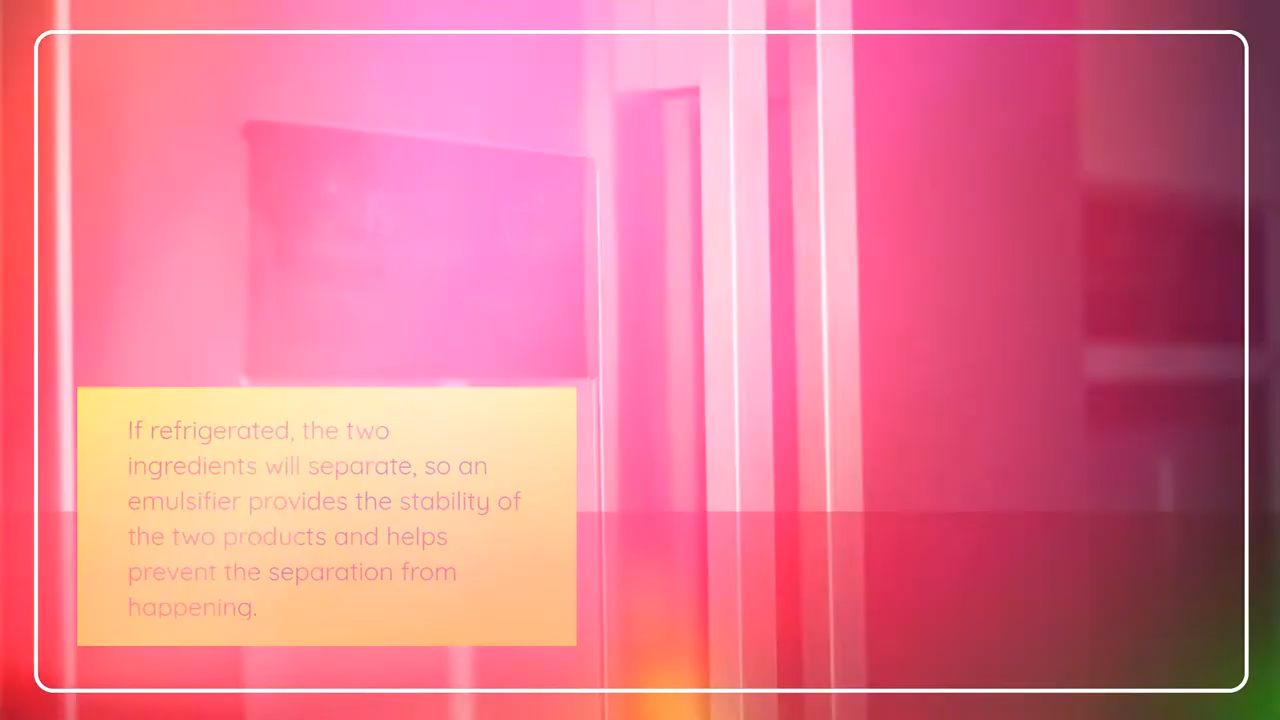 If refrigerated, the two
ingredients will separate, so an
emulsifier provides the stability of
the two products and helps
prevent the separation from
happening.